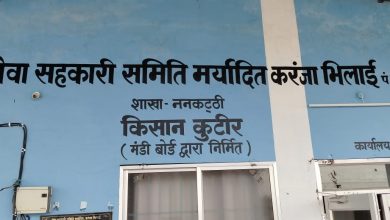 सेवा सहकारी समिति मर्यादित करंजा भिलाई पं
शाखा- ननकट्ठी
किसान कुटीर
( मंडी बोर्ड द्वारा निर्मित )
कार्यालय